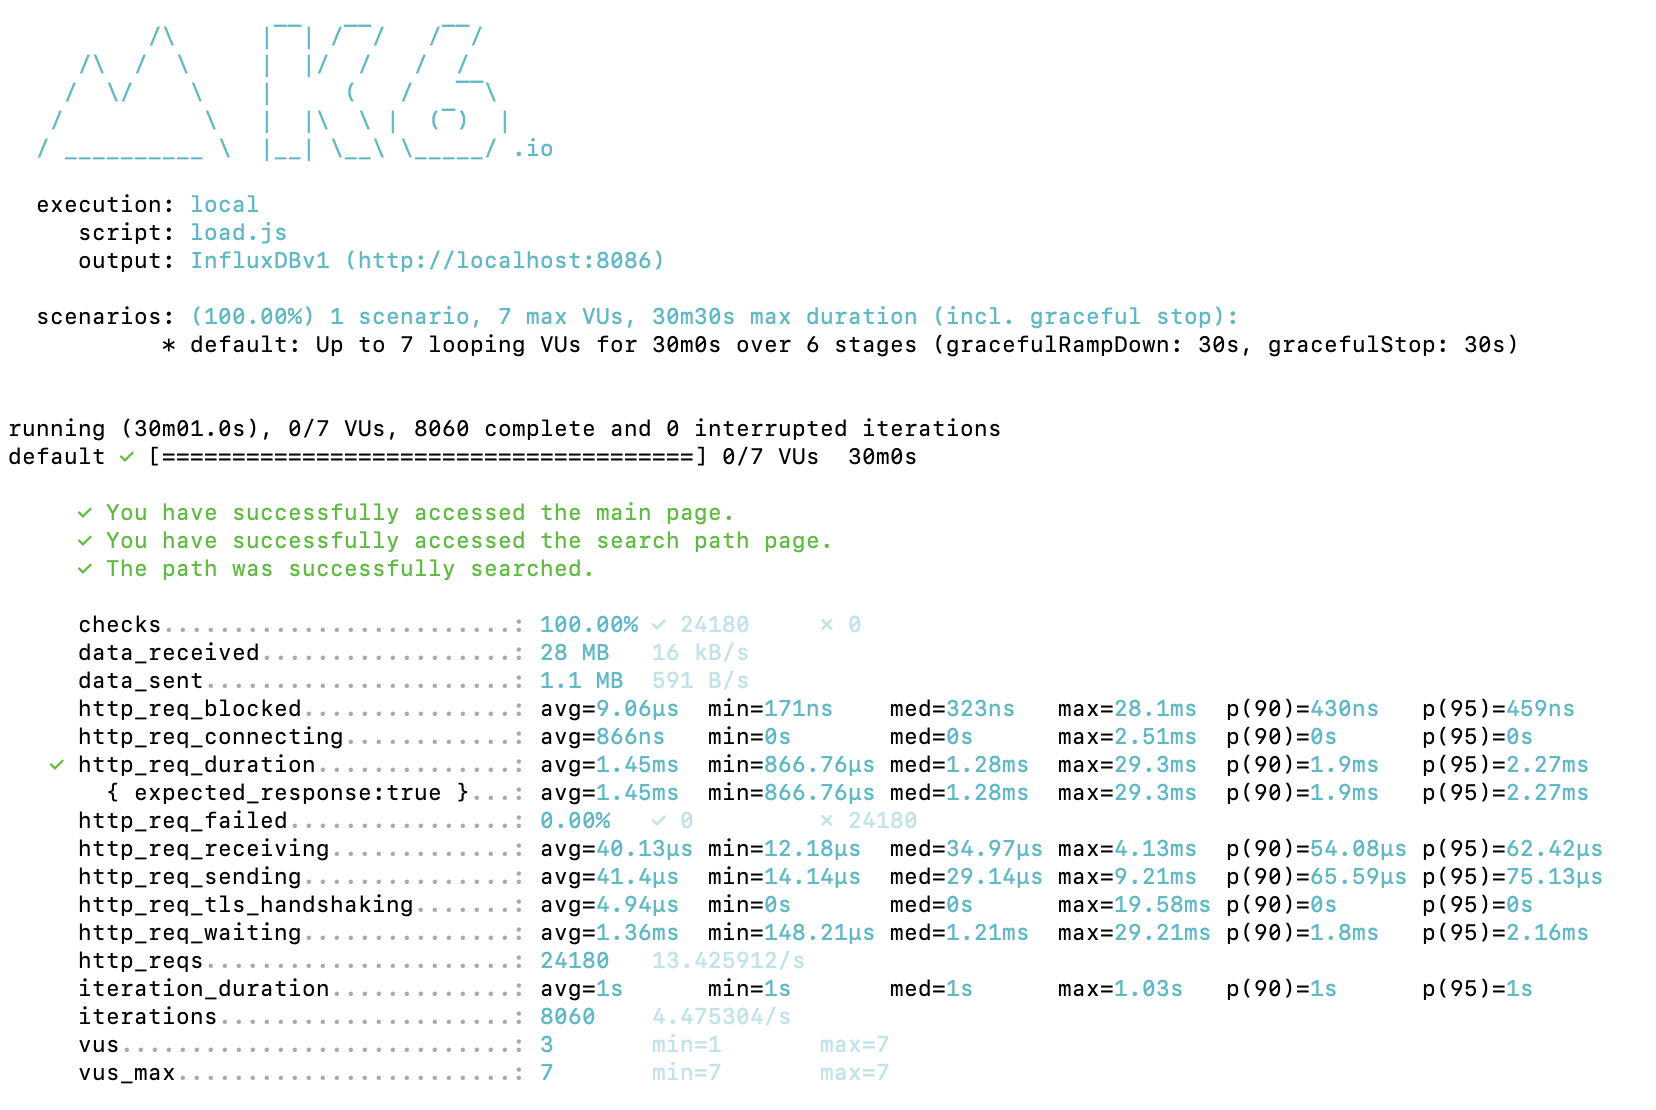 /\      |‾‾| /‾‾/   /‾‾/
     /\  /  \     |  |/  /   /  /
    /  \/    \    |     (   /   ‾‾\
   /          \   |  |\  \ |  (‾)  |
  / __________ \  |__| \__\ \_____/ .io

  execution: local
     script: load.js
     output: InfluxDBv1 (http://localhost:8086)

  scenarios: (100.00%) 1 scenario, 7 max VUs, 30m30s max duration (incl. graceful stop):
           * default: Up to 7 looping VUs for 30m0s over 6 stages (gracefulRampDown: 30s, gracefulStop: 30s)

running (30m01.0s), 0/7 VUs, 8060 complete and 0 interrupted iterations
default ✓ [======================================] 0/7 VUs  30m0s

     ✓ You have successfully accessed the main page.
     ✓ You have successfully accessed the search path page.
     ✓ The path was successfully searched.

     checks.........................: 100.00% ✓ 24180     ✗ 0
     data_received..................: 28 MB   16 kB/s
     data_sent......................: 1.1 MB  591 B/s
     http_req_blocked...............: avg=9.06µs  min=171ns    med=323ns   max=28.1ms  p(90)=430ns   p(95)=459ns
     http_req_connecting............: avg=866ns   min=0s       med=0s      max=2.51ms  p(90)=0s      p(95)=0s
   ✓ http_req_duration..............: avg=1.45ms  min=866.76µs med=1.28ms  max=29.3ms  p(90)=1.9ms   p(95)=2.27ms
       { expected_response:true }...: avg=1.45ms  min=866.76µs med=1.28ms  max=29.3ms  p(90)=1.9ms   p(95)=2.27ms
     http_req_failed................: 0.00%   ✓ 0         ✗ 24180
     http_req_receiving.............: avg=40.13µs min=12.18µs  med=34.97µs max=4.13ms  p(90)=54.08µs p(95)=62.42µs
     http_req_sending...............: avg=41.4µs  min=14.14µs  med=29.14µs max=9.21ms  p(90)=65.59µs p(95)=75.13µs
     http_req_tls_handshaking.......: avg=4.94µs  min=0s       med=0s      max=19.58ms p(90)=0s      p(95)=0s
     http_req_waiting...............: avg=1.36ms  min=148.21µs med=1.21ms  max=29.21ms p(90)=1.8ms   p(95)=2.16ms
     http_reqs......................: 24180   13.425912/s
     iteration_duration.............: avg=1s      min=1s       med=1s      max=1.03s   p(90)=1s      p(95)=1s
     iterations.....................: 8060    4.475304/s
     vus............................: 3       min=1       max=7
     vus_max........................: 7       min=7       max=7